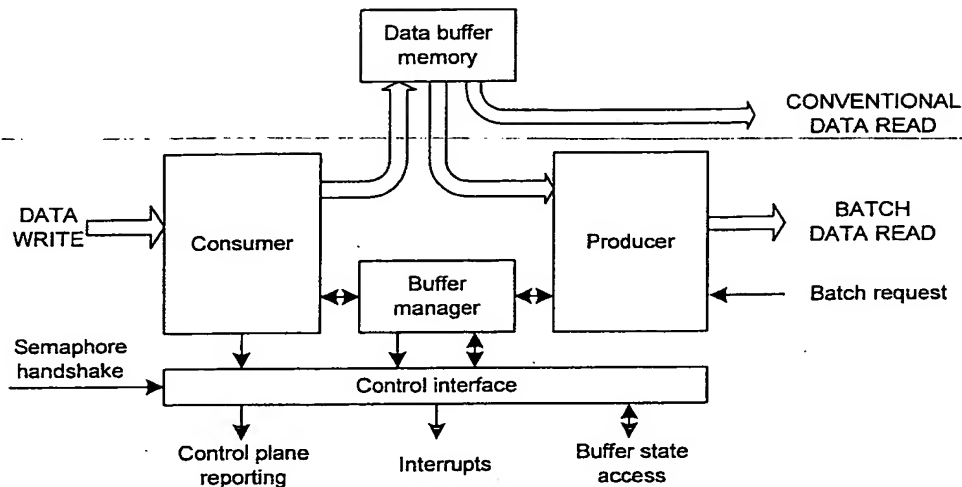 Data buffer
memory
CONVENTIONAL
DATA READ
DATA
WRITE
Consumer
Producer
BATCH
DATA READ
Buffer
manager
Batch request
Semaphore
handshake
Control interface
Control plane
reporting
Interrupts
Buffer state
access